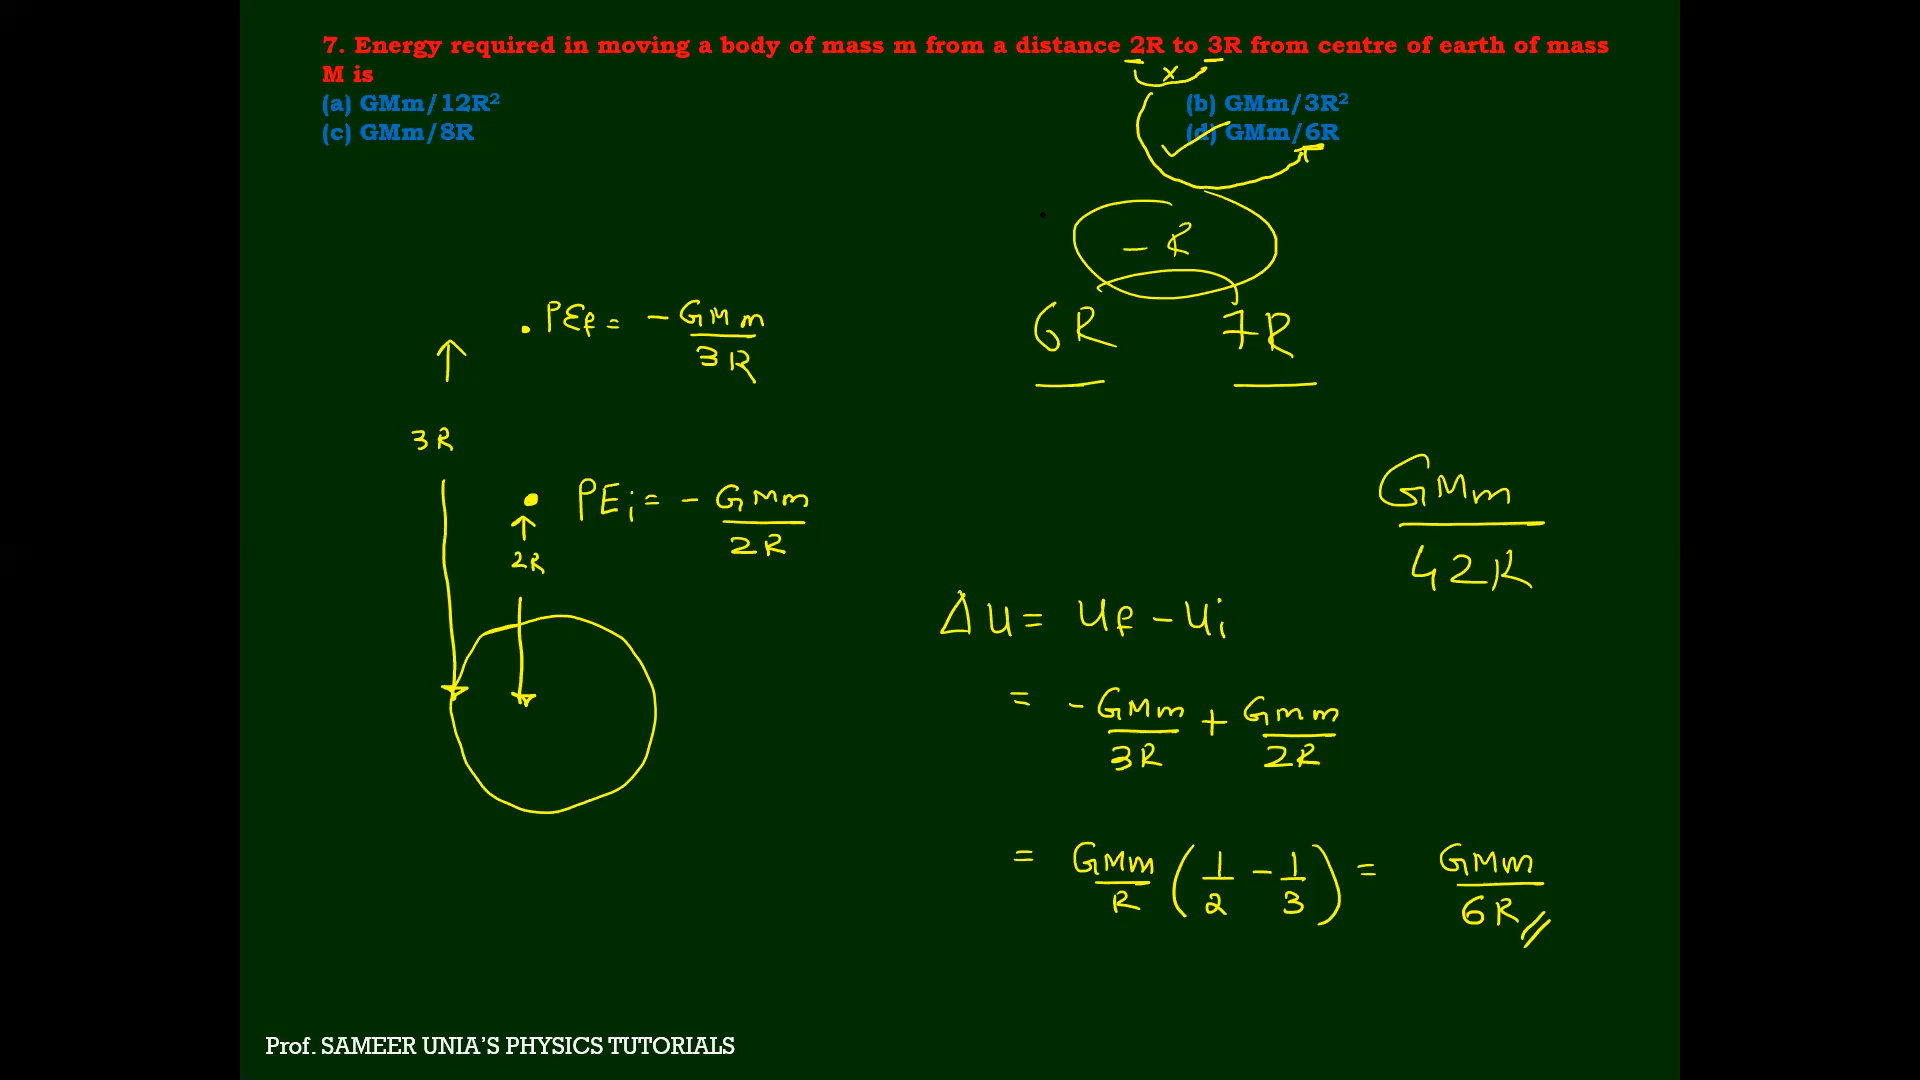 7. Energy required in moving a body of mass m from a distance 2R to 3R from centre of earth of mass
M is
(a) GMm/12R² (b) GMm/3R²
(c) GMm/8R (d) GMm/6R
x
- R
6R 7R
PEf = - GMm/3R
3R
PEi = - GMm/2R
2R
GMm/42R
ΔU = Uf - Ui
= - GMm/3R + GMm/2R
= GMm/R (1/2 - 1/3) = GMm/6R
Prof. SAMEER UNIA'S PHYSICS TUTORIALS